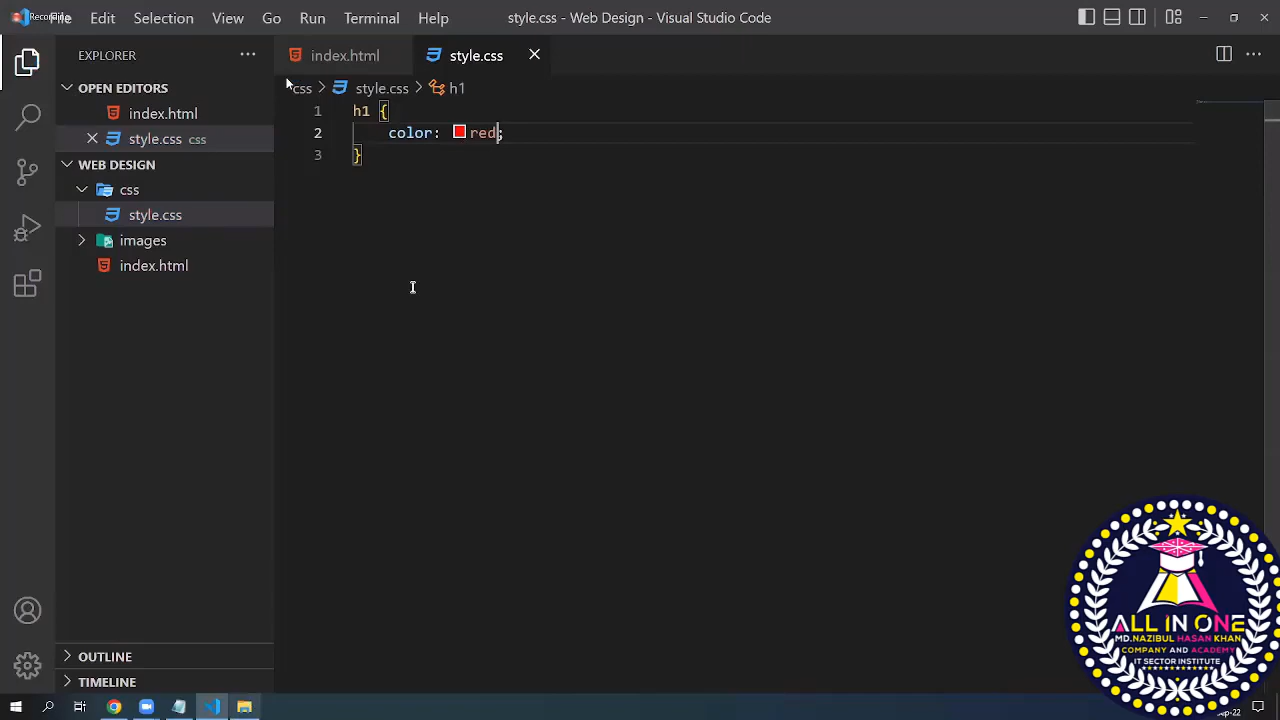 Selection
View
Go
Run
Terminal
Help
style.css - Web Design - Visual Studio Code
EXPLORER
index.html
style.css
OPEN EDITORS
css > style.css > h1
index.html
style.css css
WEB DESIGN
css
style.css
images
index.html
1 h1 {
2 color: red;
3 }
OUTLINE
TIMELINE
ALL IN ONE
MD.NAZIBUL HASAN KHAN
COMPANY AND ACADEMY
IT SECTOR INSTITUTE